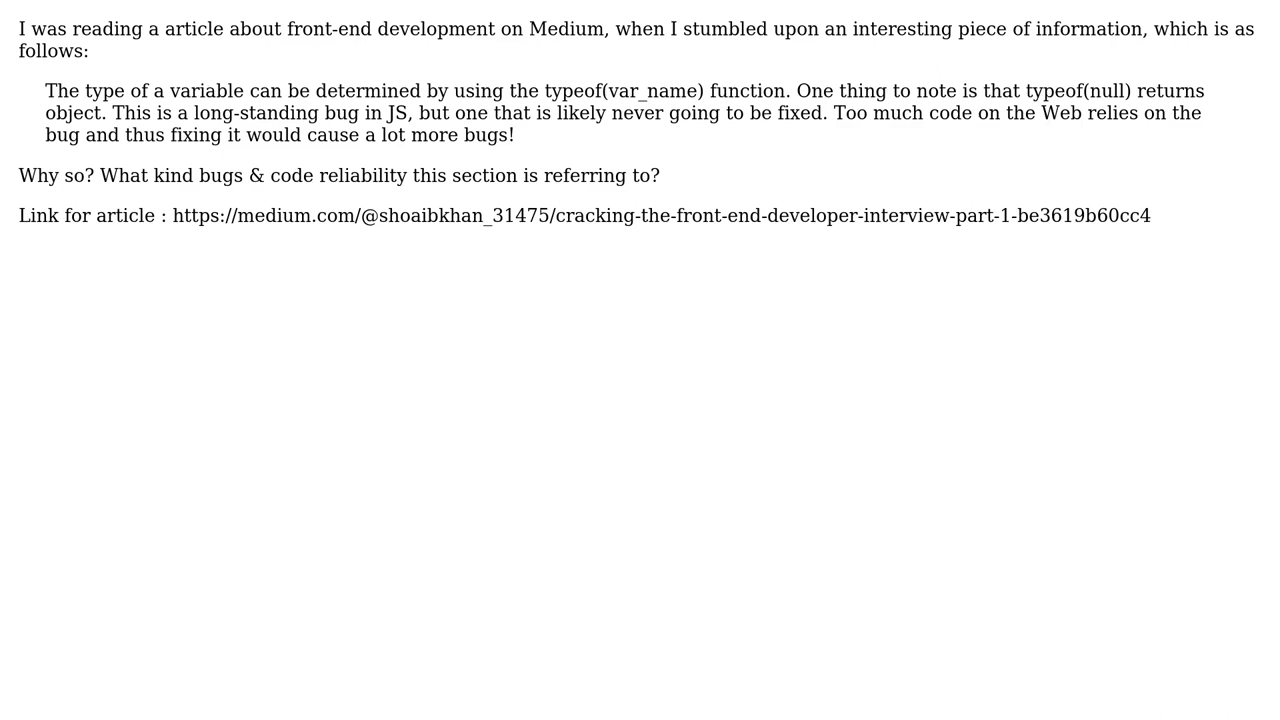 I was reading a article about front-end development on Medium, when I stumbled upon an interesting piece of information, which is as
follows:
The type of a variable can be determined by using the typeof(var_name) function. One thing to note is that typeof(null) returns
object. This is a long-standing bug in JS, but one that is likely never going to be fixed. Too much code on the Web relies on the
bug and thus fixing it would cause a lot more bugs!
Why so? What kind bugs & code reliability this section is referring to?
Link for article : https://medium.com/@shoaibkhan_31475/cracking-the-front-end-developer-interview-part-1-be3619b60cc4